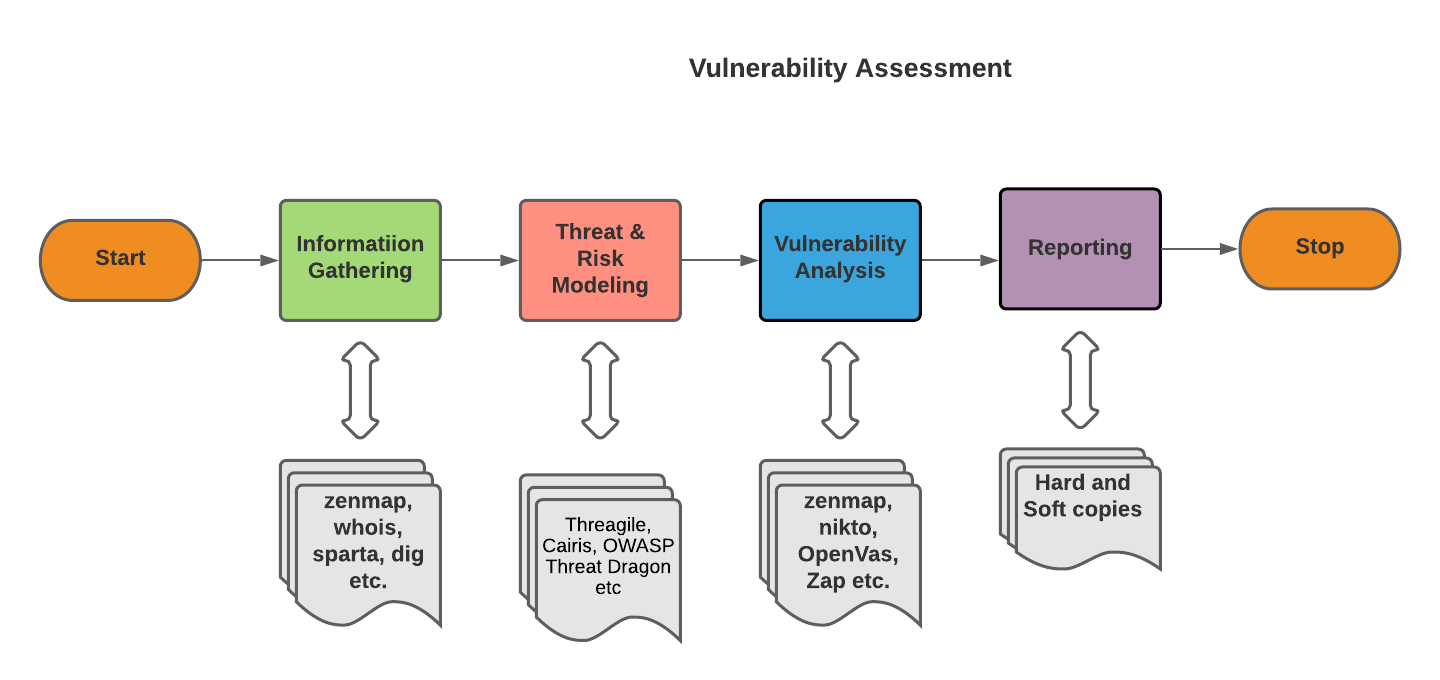 Vulnerability Assessment
Start
Informatiion
Gathering
Threat &
Risk
Modeling
Vulnerability
Analysis
Reporting
Stop
zenmap,
whois,
sparta, dig
etc.
Threagile,
Cairis, OWASP
Threat Dragon
etc
zenmap,
nikto,
OpenVas,
Zap etc.
Hard and
Soft copies